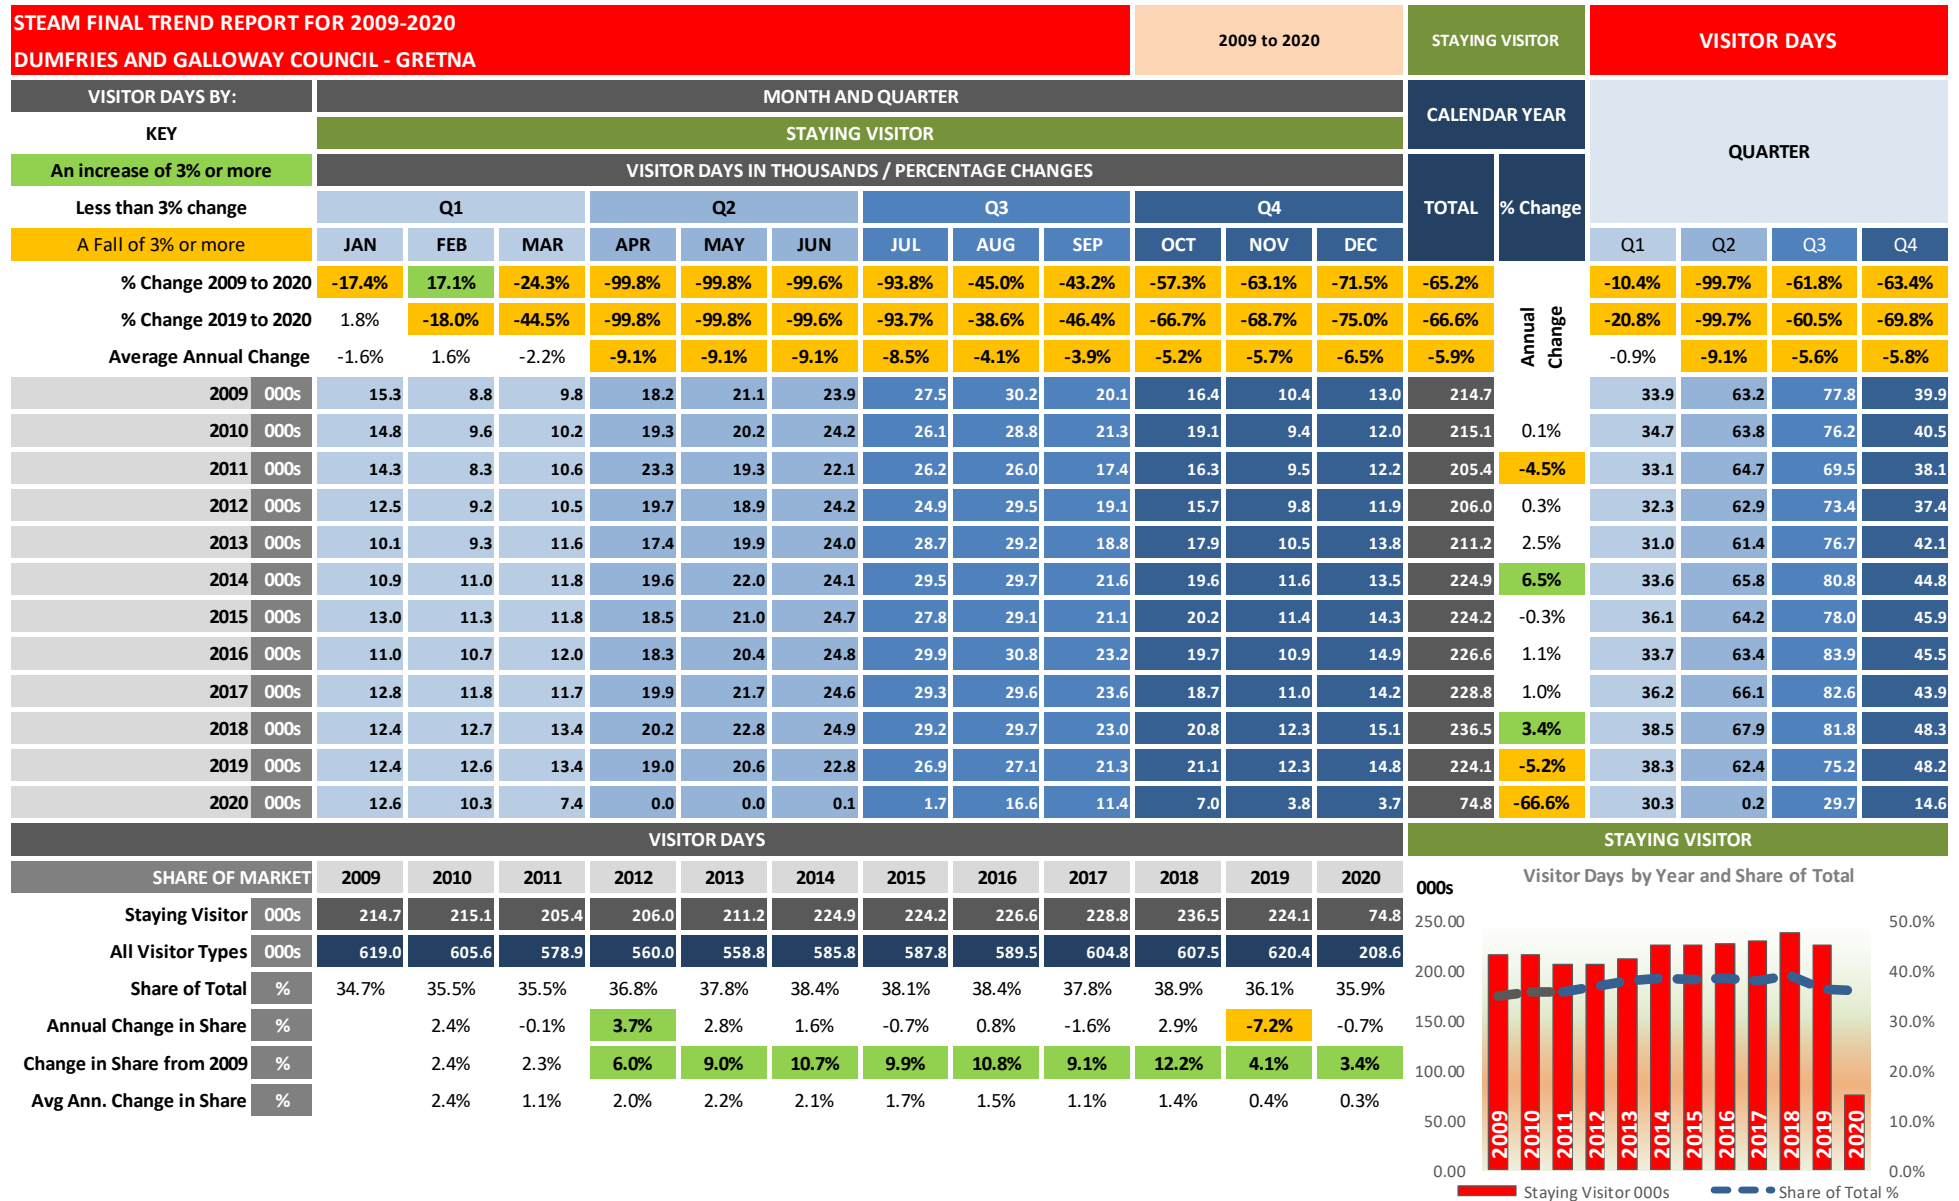 STEAM FINAL TREND REPORT FOR 2009-2020
DUMFRIES AND GALLOWAY COUNCIL - GRETNA
2009 to 2020
STAYING VISITOR
VISITOR DAYS
VISITOR DAYS BY:
MONTH AND QUARTER
CALENDAR YEAR
QUARTER
KEY
STAYING VISITOR
An increase of 3% or more
VISITOR DAYS IN THOUSANDS / PERCENTAGE CHANGES
Less than 3% change Q1 Q2 Q3 Q4 TOTAL % Change
A Fall of 3% or more JAN FEB MAR APR MAY JUN JUL AUG SEP OCT NOV DEC Q1 Q2 Q3 Q4
% Change 2009 to 2020 -17.4% 17.1% -24.3% -99.8% -99.8% -99.6% -93.8% -45.0% -43.2% -57.3% -63.1% -71.5% -65.2% -10.4% -99.7% -61.8% -63.4%
% Change 2019 to 2020 1.8% -18.0% -44.5% -99.8% -99.8% -99.6% -93.7% -38.6% -46.4% -66.7% -68.7% -75.0% -66.6% -20.8% -99.7% -60.5% -69.8%
Average Annual Change -1.6% 1.6% -2.2% -9.1% -9.1% -9.1% -8.5% -4.1% -3.9% -5.2% -5.7% -6.5% -5.9% -0.9% -9.1% -5.6% -5.8%
Annual
Change
2009 000s 15.3 8.8 9.8 18.2 21.1 23.9 27.5 30.2 20.1 16.4 10.4 13.0 214.7 33.9 63.2 77.8 39.9
2010 000s 14.8 9.6 10.2 19.3 20.2 24.2 26.1 28.8 21.3 19.1 9.4 12.0 215.1 0.1% 34.7 63.8 76.2 40.5
2011 000s 14.3 8.3 10.6 23.3 19.3 22.1 26.2 26.0 17.4 16.3 9.5 12.2 205.4 -4.5% 33.1 64.7 69.5 38.1
2012 000s 12.5 9.2 10.5 19.7 18.9 24.2 24.9 29.5 19.1 15.7 9.8 11.9 206.0 0.3% 32.3 62.9 73.4 37.4
2013 000s 10.1 9.3 11.6 17.4 19.9 24.0 28.7 29.2 18.8 17.9 10.5 13.8 211.2 2.5% 31.0 61.4 76.7 42.1
2014 000s 10.9 11.0 11.8 19.6 22.0 24.1 29.5 29.7 21.6 19.6 11.6 13.5 224.9 6.5% 33.6 65.8 80.8 44.8
2015 000s 13.0 11.3 11.8 18.5 21.0 24.7 27.8 29.1 21.1 20.2 11.4 14.3 224.2 -0.3% 36.1 64.2 78.0 45.9
2016 000s 11.0 10.7 12.0 18.3 20.4 24.8 29.9 30.8 23.2 19.7 10.9 14.9 226.6 1.1% 33.7 63.4 83.9 45.5
2017 000s 12.8 11.8 11.7 19.9 21.7 24.6 29.3 29.6 23.6 18.7 11.0 14.2 228.8 1.0% 36.2 66.1 82.6 43.9
2018 000s 12.4 12.7 13.4 20.2 22.8 24.9 29.2 29.7 23.0 20.8 12.3 15.1 236.5 3.4% 38.5 67.9 81.8 48.3
2019 000s 12.4 12.6 13.4 19.0 20.6 22.8 26.9 27.1 21.3 21.1 12.3 14.8 224.1 -5.2% 38.3 62.4 75.2 48.2
2020 000s 12.6 10.3 7.4 0.0 0.0 0.1 1.7 16.6 11.4 7.0 3.8 3.7 74.8 -66.6% 30.3 0.2 29.7 14.6
VISITOR DAYS
SHARE OF MARKET 2009 2010 2011 2012 2013 2014 2015 2016 2017 2018 2019 2020
Staying Visitor 000s 214.7 215.1 205.4 206.0 211.2 224.9 224.2 226.6 228.8 236.5 224.1 74.8
All Visitor Types 000s 619.0 605.6 578.9 560.0 558.8 585.8 587.8 589.5 604.8 607.5 620.4 208.6
Share of Total % 34.7% 35.5% 35.5% 36.8% 37.8% 38.4% 38.1% 38.4% 37.8% 38.9% 36.1% 35.9%
Annual Change in Share % 2.4% -0.1% 3.7% 2.8% 1.6% -0.7% 0.8% -1.6% 2.9% -7.2% -0.7%
Change in Share from 2009 % 2.4% 2.3% 6.0% 9.0% 10.7% 9.9% 10.8% 9.1% 12.2% 4.1% 3.4%
Avg Ann. Change in Share % 2.4% 1.1% 2.0% 2.2% 2.1% 1.7% 1.5% 1.1% 1.4% 0.4% 0.3%
STAYING VISITOR
Visitor Days by Year and Share of Total
000s
250.00 50.0%
200.00 40.0%
150.00 30.0%
100.00 20.0%
50.00 10.0%
0.00 0.0%
2009 2010 2011 2012 2013 2014 2015 2016 2017 2018 2019 2020
Staying Visitor 000s Share of Total %